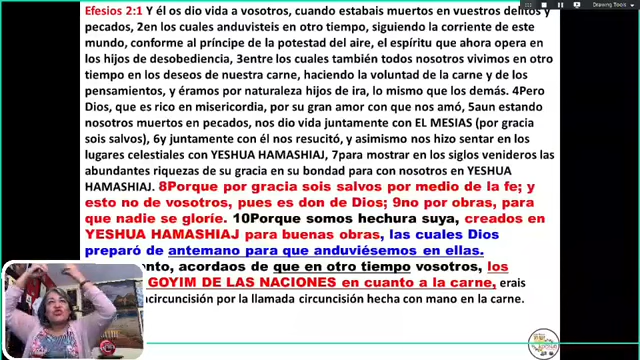 Drawing Tools
Efesios 2:1 Y él os dio vida a vosotros, cuando estabais muertos en vuestros delitos y
pecados, 2en los cuales anduvisteis en otro tiempo, siguiendo la corriente de este
mundo, conforme al príncipe de la potestad del aire, el espíritu que ahora opera en
los hijos de desobediencia, 3entre los cuales también todos nosotros vivimos en otro
tiempo en los deseos de nuestra carne, haciendo la voluntad de la carne y de los
pensamientos, y éramos por naturaleza hijos de ira, lo mismo que los demás. 4Pero
Dios, que es rico en misericordia, por su gran amor con que nos amó, 5aun estando
nosotros muertos en pecados, nos dio vida juntamente con EL MESIAS (por gracia
sois salvos), 6y juntamente con él nos resucitó, y asimismo nos hizo sentar en los
lugares celestiales con YESHUA HAMASHIAJ, 7para mostrar en los siglos venideros las
abundantes riquezas de su gracia en su bondad para con nosotros en YESHUA
HAMASHIAJ. 8Porque por gracia sois salvos por medio de la fe; y
esto no de vosotros, pues es don de Dios; 9no por obras, para
que nadie se gloríe. 10Porque somos hechura suya, creados en
YESHUA HAMASHIAJ para buenas obras, las cuales Dios
preparó de antemano para que anduviésemos en ellas.
nto, acordaos de que en otro tiempo vosotros, los
GOYIM DE LAS NACIONES en cuanto a la carne, erais
incircuncisión por la llamada circuncisión hecha con mano en la carne.